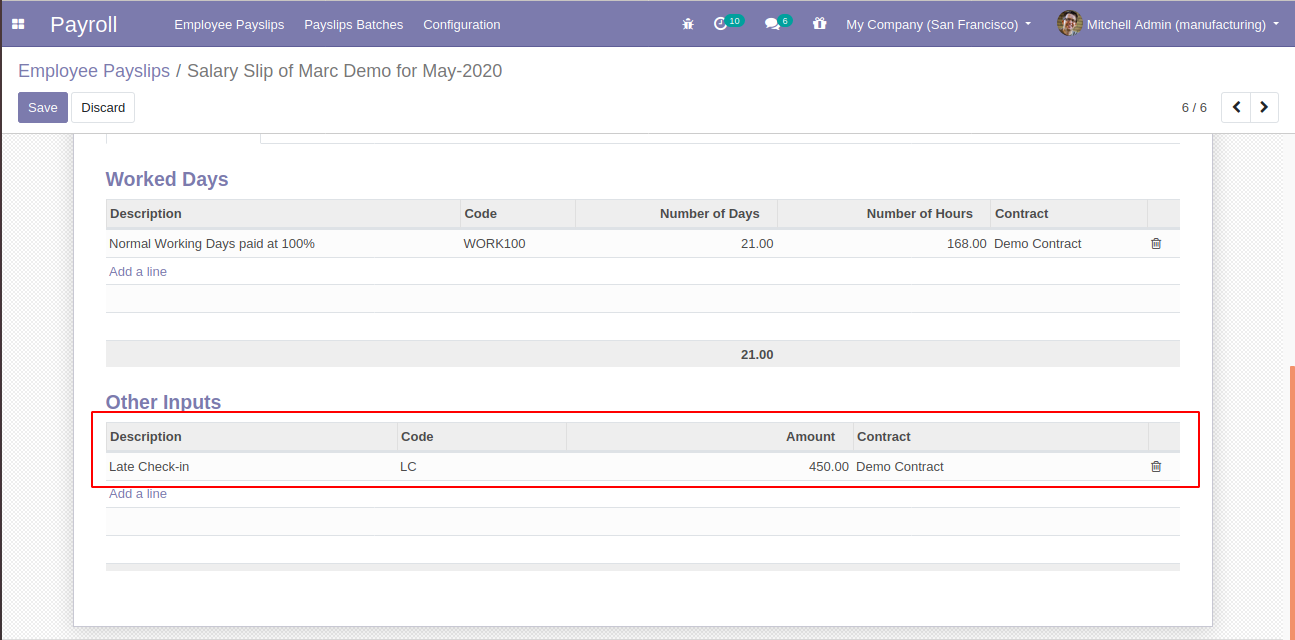 Payroll Employee Payslips Payslips Batches Configuration 10 6 My Company (San Francisco) Mitchell Admin (manufacturing)
Employee Payslips / Salary Slip of Marc Demo for May-2020
Save Discard 6 / 6
Worked Days
Description Code Number of Days Number of Hours Contract
Normal Working Days paid at 100% WORK100 21.00 168.00 Demo Contract
Add a line
21.00
Other Inputs
Description Code Amount Contract
Late Check-in LC 450.00 Demo Contract
Add a line